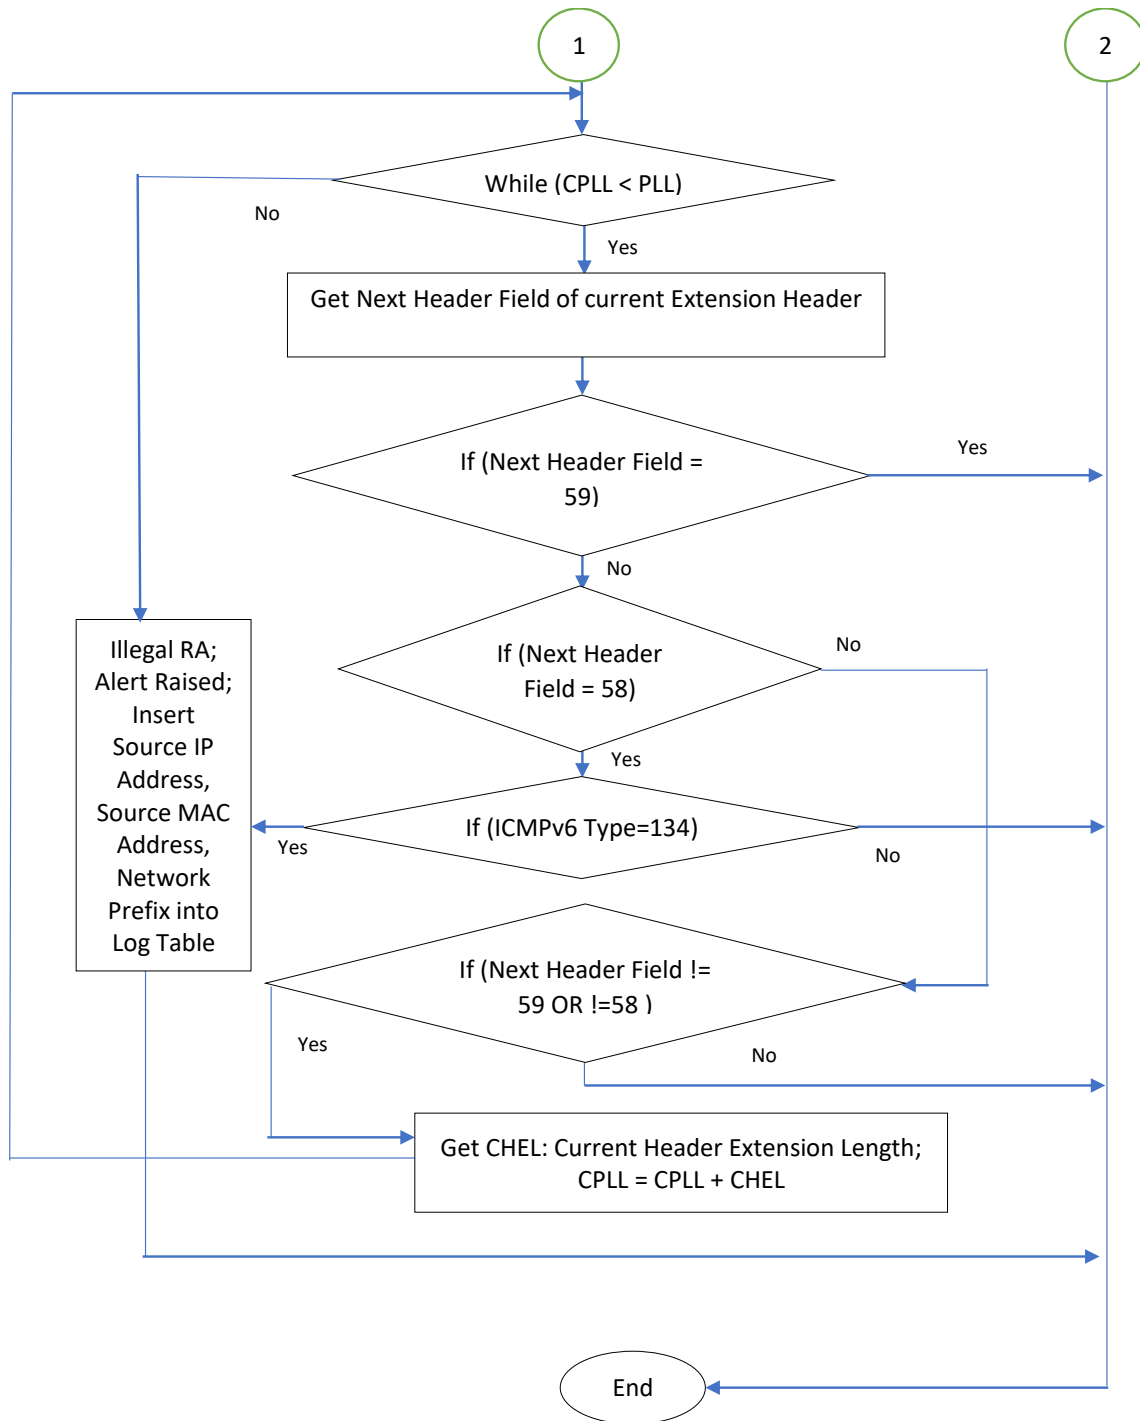 1
2
While (CPLL < PLL)
No
Yes
Get Next Header Field of current Extension Header
If (Next Header Field =
59)
Yes
No
If (Next Header
Field = 58)
No
Yes
Illegal RA;
Alert Raised;
Insert
Source IP
Address,
Source MAC
Address,
Network
Prefix into
Log Table
If (ICMPv6 Type=134)
Yes
No
If (Next Header Field !=
59 OR !=58 )
Yes
No
Get CHEL: Current Header Extension Length;
CPLL = CPLL + CHEL
End